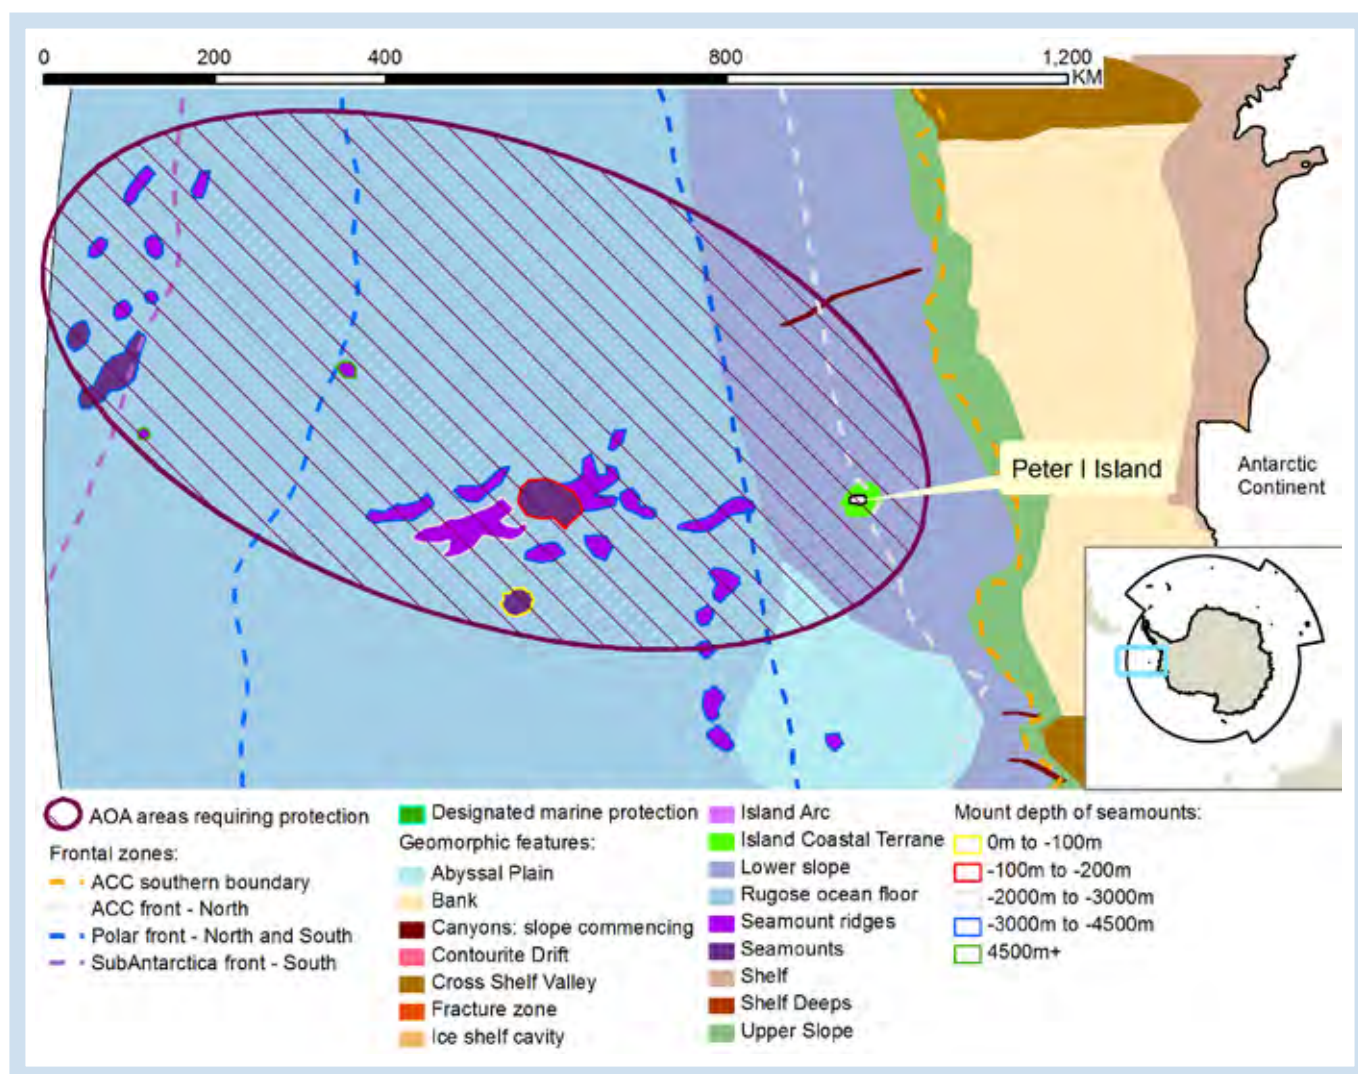 0 200 400 800 1,200
KM
Peter I Island
Antarctic
Continent
AOA areas requiring protection
Frontal zones:
ACC southern boundary
ACC front - North
Polar front - North and South
SubAntarctica front - South
Designated marine protection
Geomorphic features:
Abyssal Plain
Bank
Canyons: slope commencing
Contourite Drift
Cross Shelf Valley
Fracture zone
Ice shelf cavity
Island Arc
Island Coastal Terrane
Lower slope
Rugose ocean floor
Seamount ridges
Seamounts
Shelf
Shelf Deeps
Upper Slope
Mount depth of seamounts:
0m to -100m
-100m to -200m
-2000m to -3000m
-3000m to -4500m
4500m+